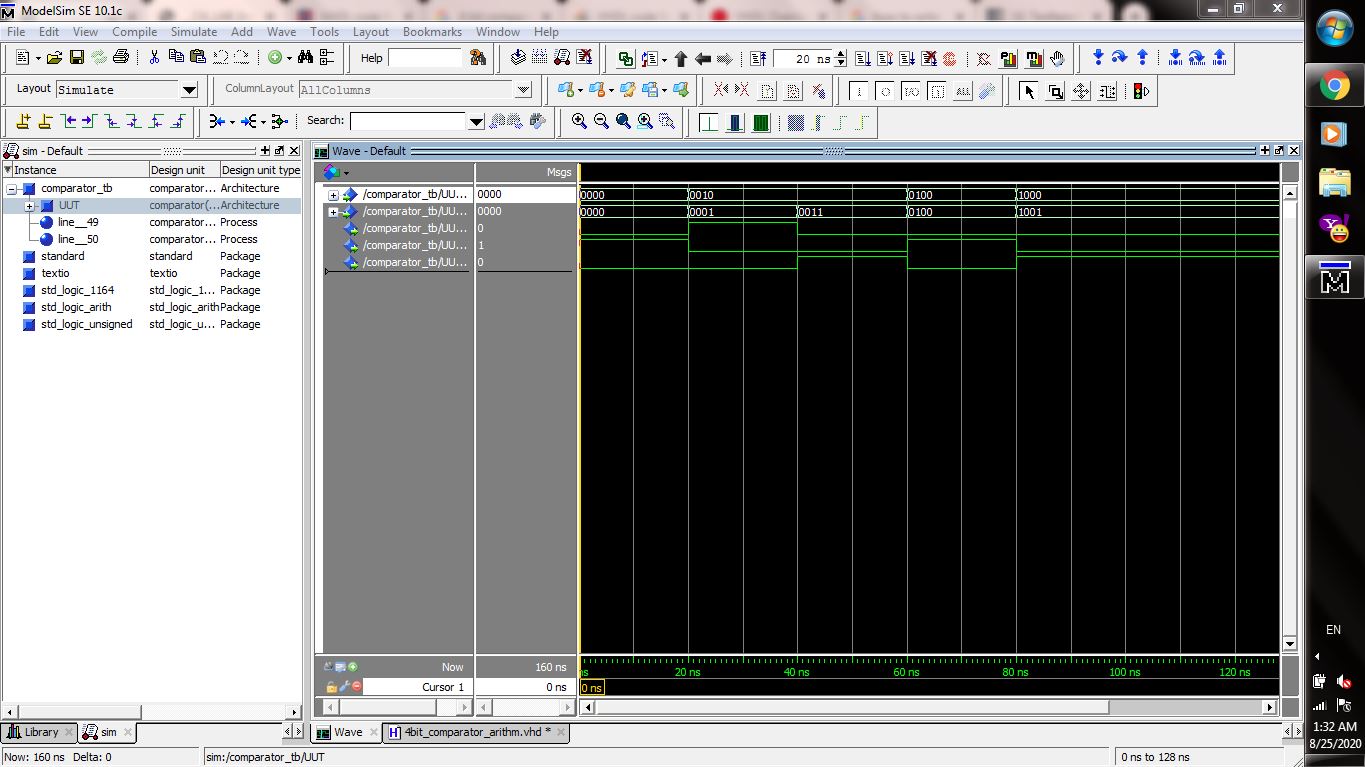 ModelSim SE 10.1c
File Edit View Compile Simulate Add Wave Tools Layout Bookmarks Window Help
Help
20 ns
Layout Simulate
ColumnLayout AllColumns
Search:
sim - Default
Wave - Default
Instance Design unit Design unit type
Msgs
comparator_tb comparator... Architecture
UUT comparator(... Architecture
line__49 comparator... Process
line__50 comparator... Process
standard standard Package
textio textio Package
std_logic_1164 std_logic_1... Package
std_logic_arith std_logic_arith Package
std_logic_unsigned std_logic_u... Package
/comparator_tb/UU... 0000 0000 0010 0100 1000
/comparator_tb/UU... 0000 0000 0001 0011 0100 1001
/comparator_tb/UU... 0
/comparator_tb/UU... 1
/comparator_tb/UU... 0
Now 160 ns
ns 20 ns 40 ns 60 ns 80 ns 100 ns 120 ns
Cursor 1 0 ns 0 ns
Library sim
Wave 4bit_comparator_arithm.vhd *
Now: 160 ns Delta: 0
sim:/comparator_tb/UUT
0 ns to 128 ns
EN
1:32 AM
8/25/2020